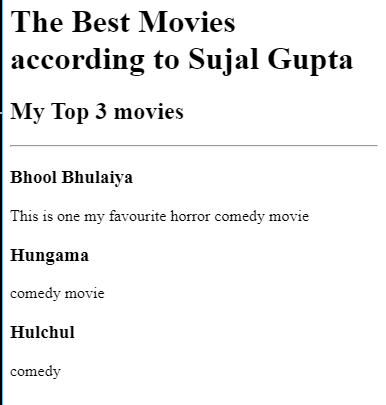 The Best Movies
according to Sujal Gupta
My Top 3 movies
Bhool Bhulaiya
This is one my favourite horror comedy movie
Hungama
comedy movie
Hulchul
comedy